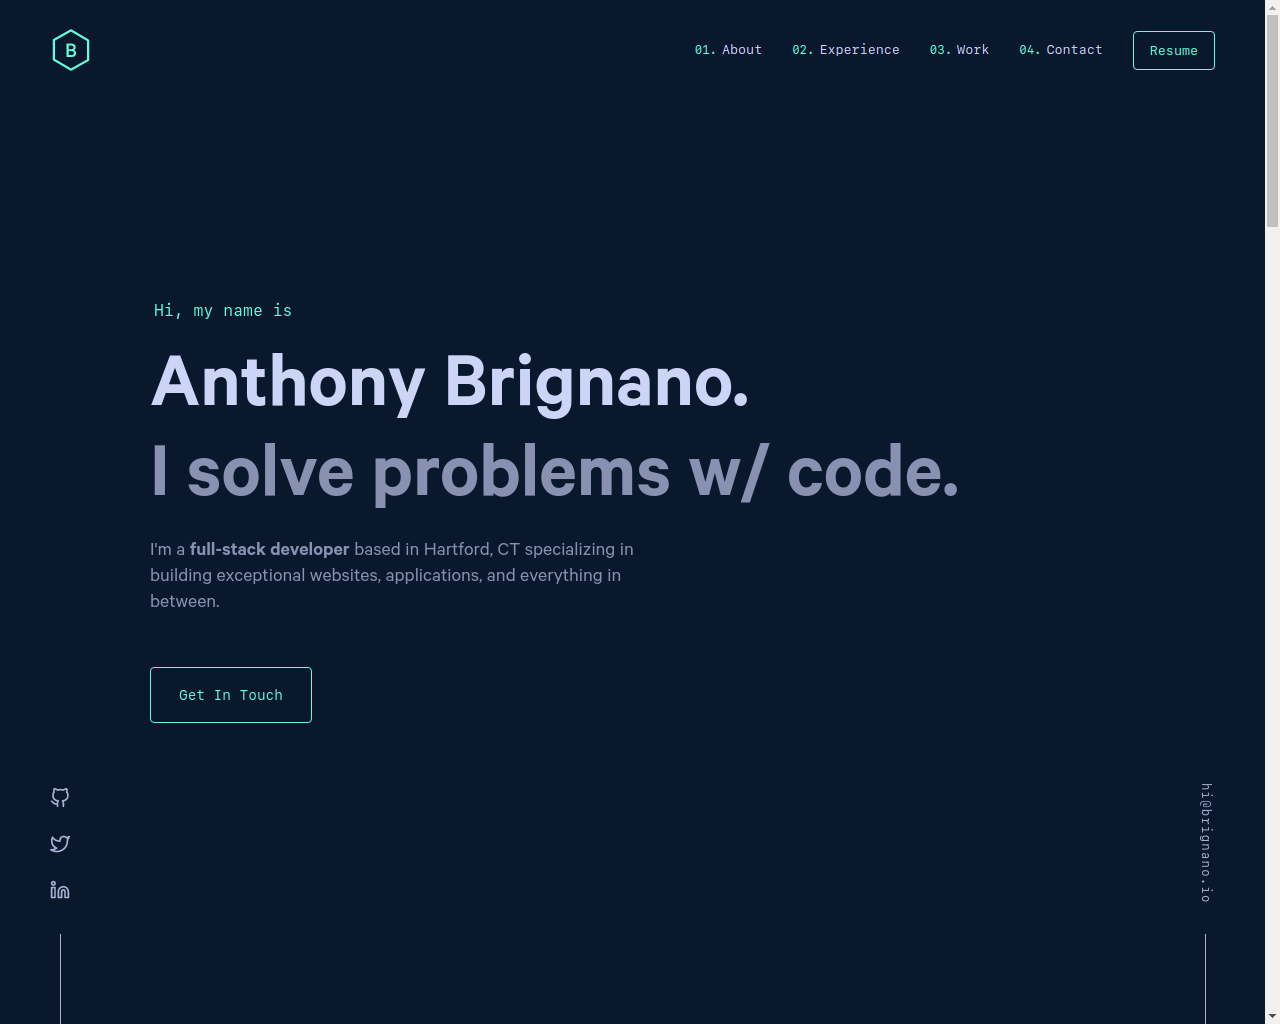 B
01. About 02. Experience 03. Work 04. Contact Resume
Hi, my name is
Anthony Brignano.
I solve problems w/ code.
I'm a full-stack developer based in Hartford, CT specializing in
building exceptional websites, applications, and everything in
between.
Get In Touch
hi@brignano.io